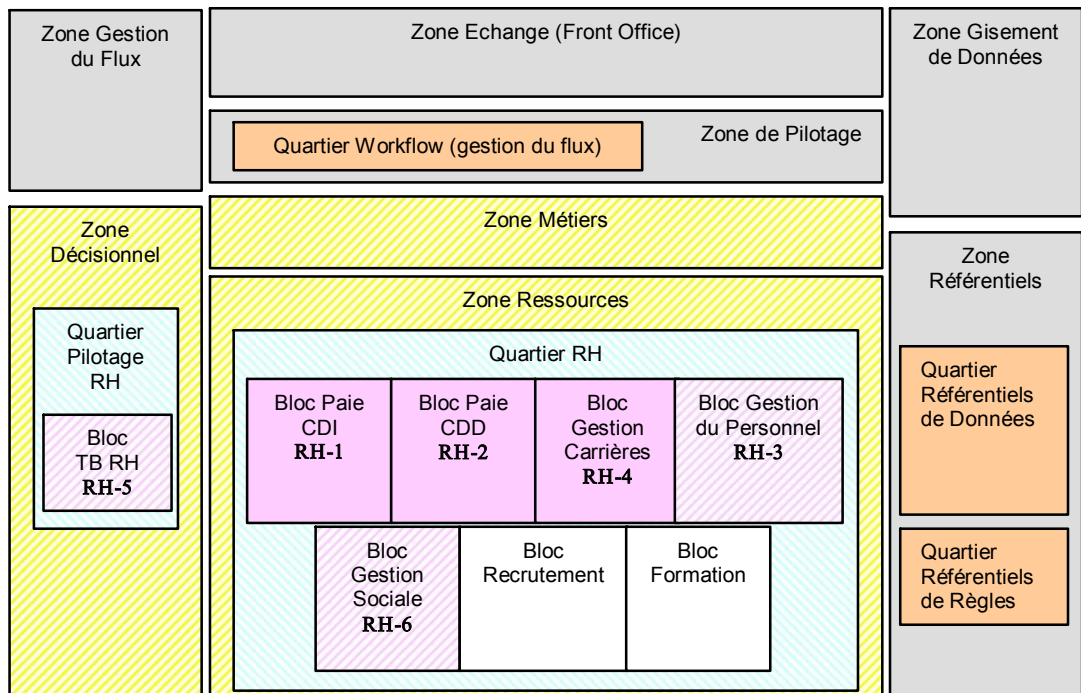 Zone Gestion
du Flux
Zone Echange (Front Office)
Zone Gisement
de Données
Quartier Workflow (gestion du flux)
Zone de Pilotage
Zone
Décisionnel
Zone Métiers
Zone
Référentiels
Zone Ressources
Quartier
Pilotage
RH
Quartier RH
Bloc
TB RH
RH-5
Bloc Paie
CDI
RH-1
Bloc Paie
CDD
RH-2
Bloc
Gestion
Carrières
RH-4
Bloc Gestion
du Personnel
RH-3
Bloc
Gestion
Sociale
RH-6
Bloc
Recrutement
Bloc
Formation
Quartier
Référentiels
de Données
Quartier
Référentiels
de Règles